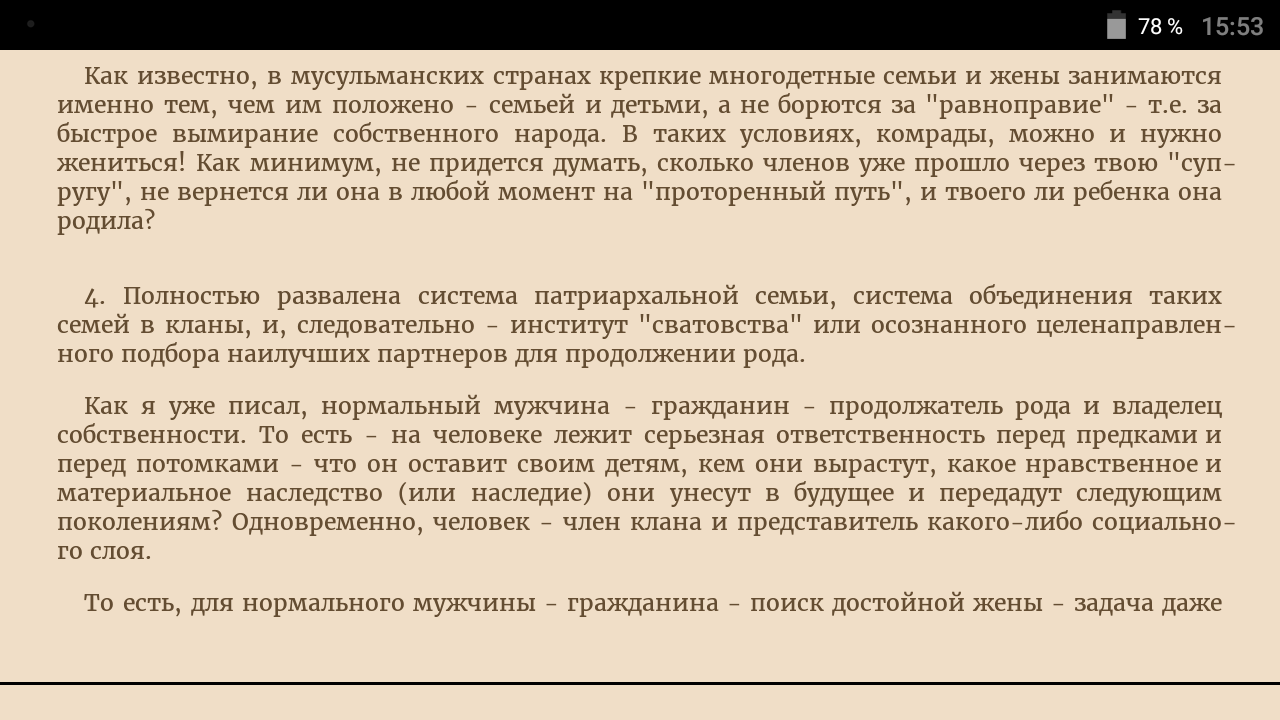 78 % 15:53
Как известно, в мусульманских странах крепкие многодетные семьи и жены занимаются
именно тем, чем им положено – семьей и детьми, а не борются за "равноправие" – т.е. за
быстрое вымирание собственного народа. В таких условиях, комрады, можно и нужно
жениться! Как минимум, не придется думать, сколько членов уже прошло через твою "суп-
ругу", не вернется ли она в любой момент на "проторенный путь", и твоего ли ребенка она
родила?
4. Полностью развалена система патриархальной семьи, система объединения таких
семей в кланы, и, следовательно – институт "сватовства" или осознанного целенаправлен-
ного подбора наилучших партнеров для продолжении рода.
Как я уже писал, нормальный мужчина – гражданин – продолжатель рода и владелец
собственности. То есть – на человеке лежит серьезная ответственность перед предками и
перед потомками – что он оставит своим детям, кем они вырастут, какое нравственное и
материальное наследство (или наследие) они унесут в будущее и передадут следующим
поколениям? Одновременно, человек – член клана и представитель какого-либо социально-
го слоя.
То есть, для нормального мужчины – гражданина – поиск достойной жены – задача даже